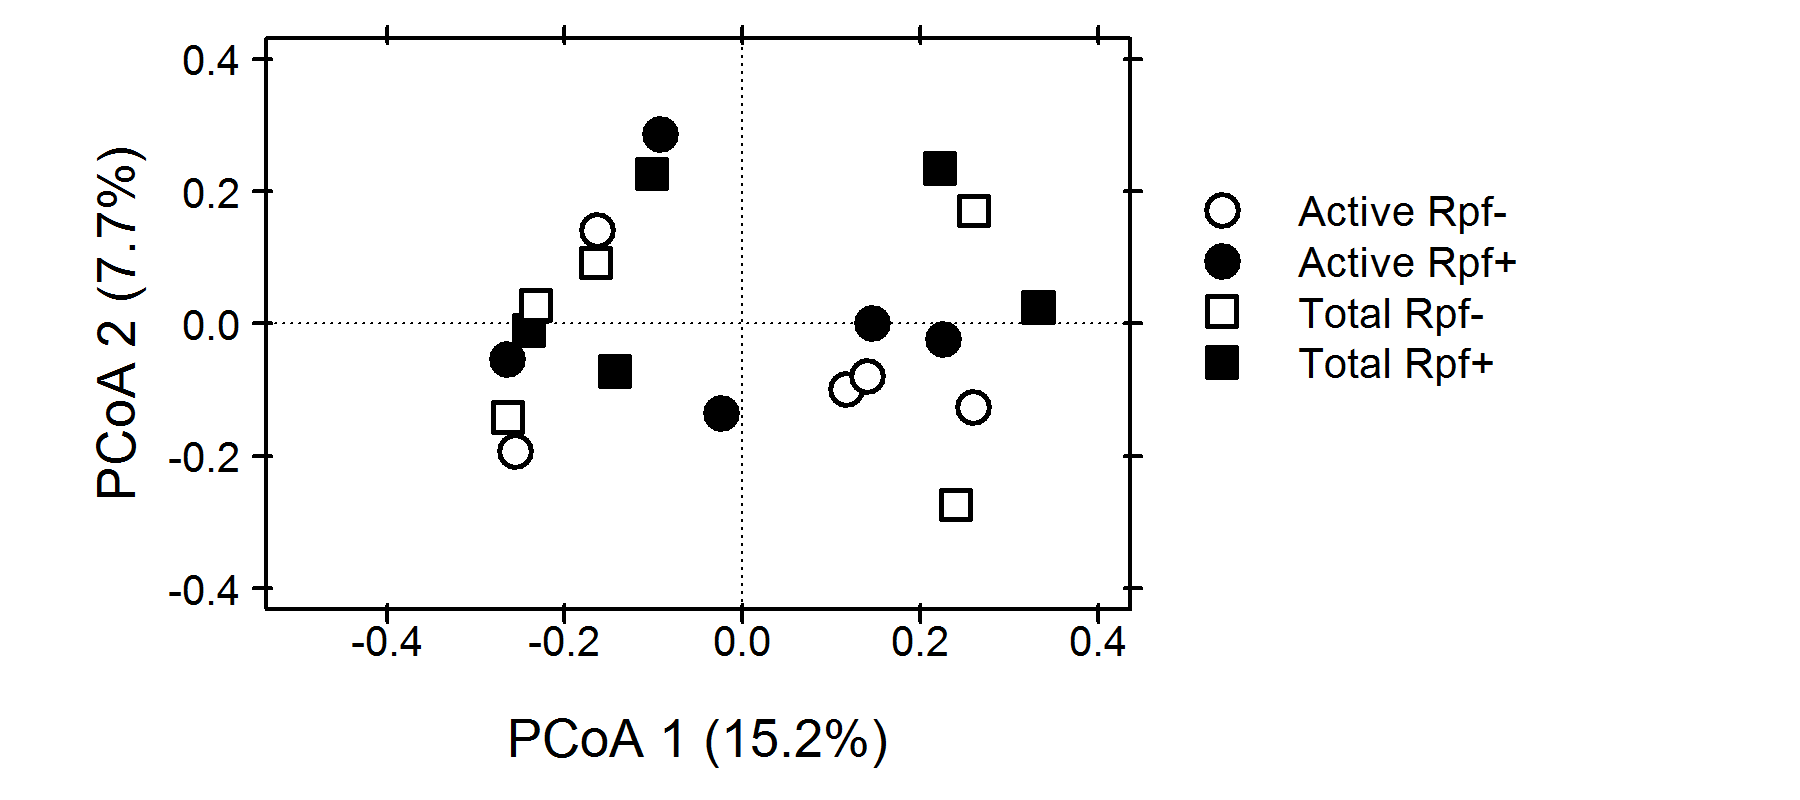 0.4
0.2
0.0
-0.2
-0.4
PCoA 2 (7.7%)
-0.4
-0.2
0.0
0.2
0.4
PCoA 1 (15.2%)
Active Rpf-
Active Rpf+
Total Rpf-
Total Rpf+